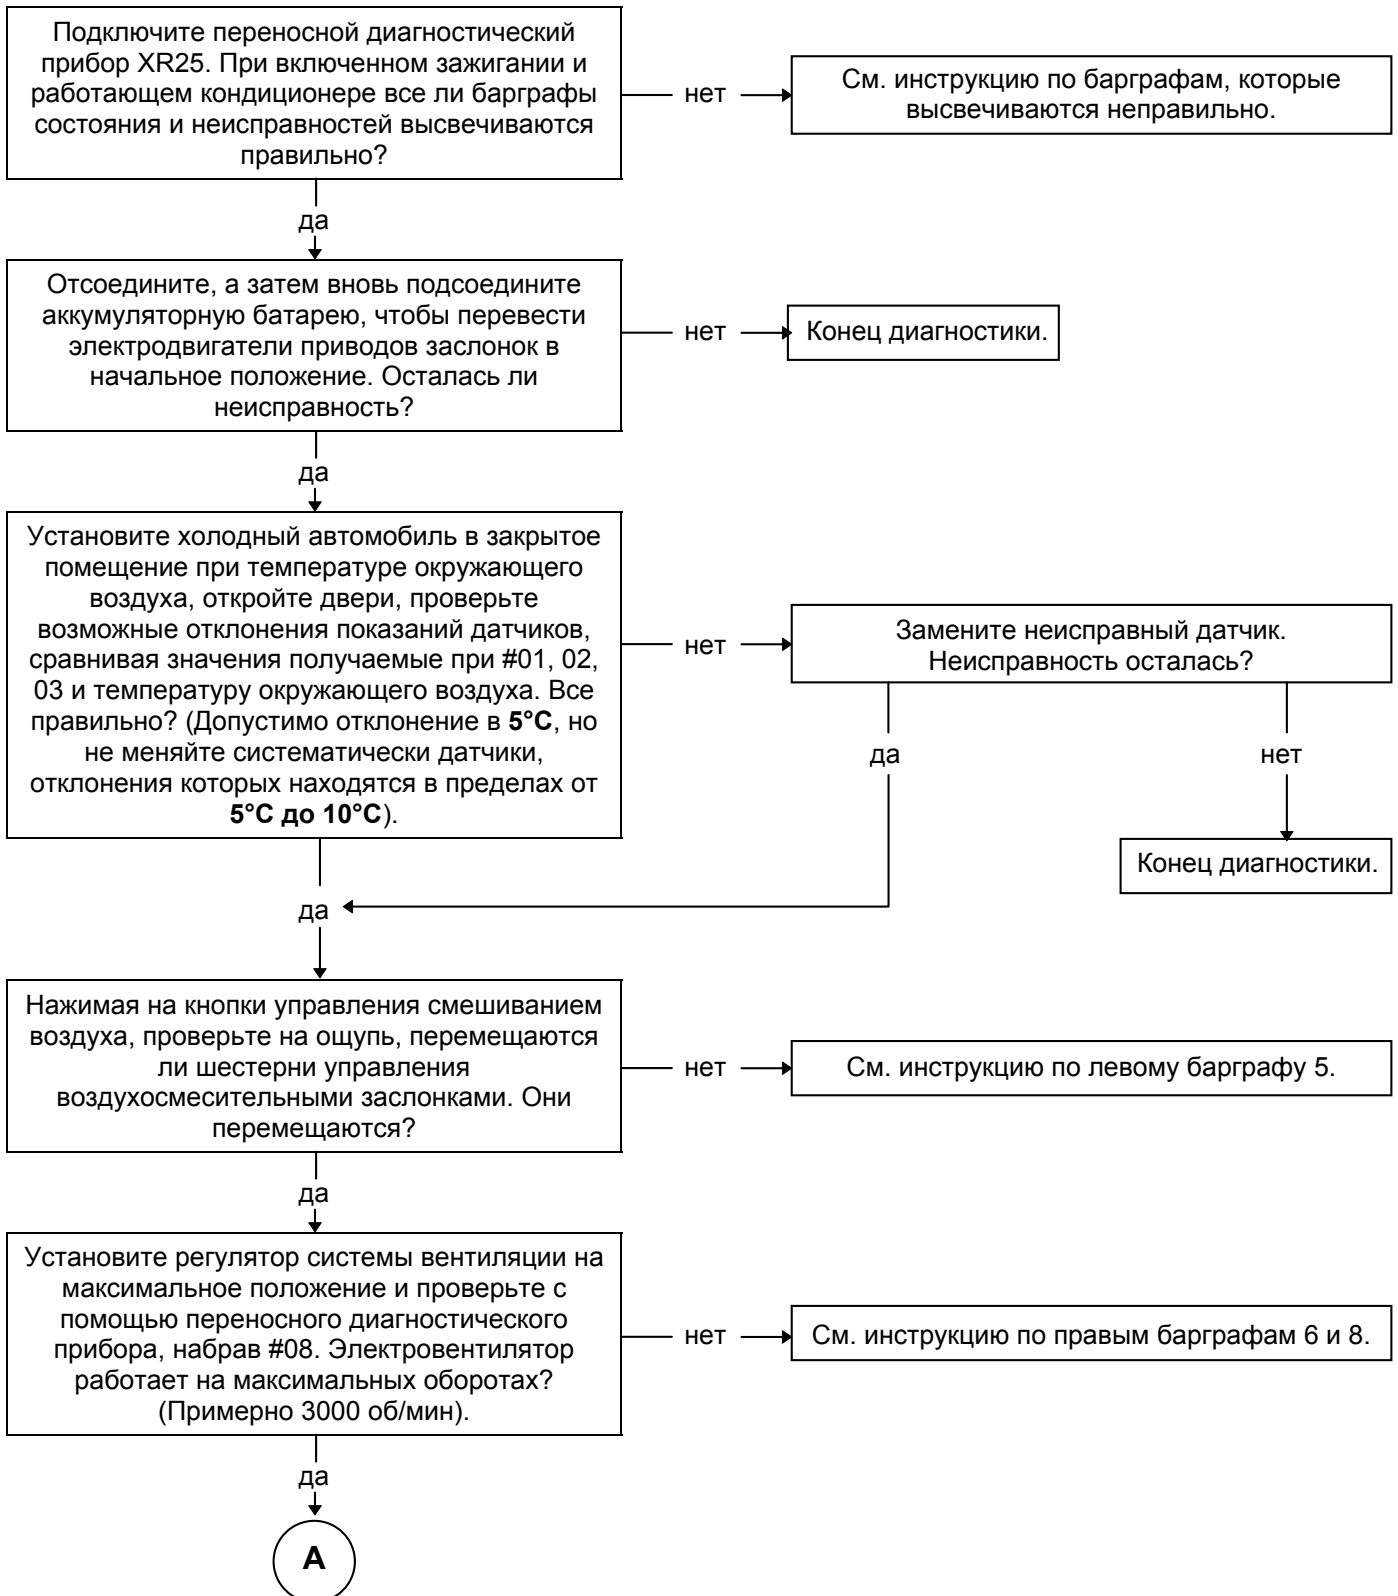 Подключите переносной диагностический
прибор XR25. При включенном зажигании и
работающем кондиционере все ли барграфы
состояния и неисправностей высвечиваются
правильно?
нет
См. инструкцию по барграфам, которые
высвечиваются неправильно.
да
Отсоедините, а затем вновь подсоедините
аккумуляторную батарею, чтобы перевести
электродвигатели приводов заслонок в
начальное положение. Осталась ли
неисправность?
нет
Конец диагностики.
да
Установите холодный автомобиль в закрытое
помещение при температуре окружающего
воздуха, откройте двери, проверьте
возможные отклонения показаний датчиков,
сравнивая значения получаемые при #01, 02,
03 и температуру окружающего воздуха. Все
правильно? (Допустимо отклонение в 5°C, но
не меняйте систематически датчики,
отклонения которых находятся в пределах от
5°C до 10°C).
нет
Замените неисправный датчик.
Неисправность осталась?
да
нет
Конец диагностики.
да
Нажимая на кнопки управления смешиванием
воздуха, проверьте на ощупь, перемещаются
ли шестерни управления
воздухосмесительными заслонками. Они
перемещаются?
нет
См. инструкцию по левому барграфу 5.
да
Установите регулятор системы вентиляции на
максимальное положение и проверьте с
помощью переносного диагностического
прибора, набрав #08. Электровентилятор
работает на максимальных оборотах?
(Примерно 3000 об/мин).
нет
См. инструкцию по правым барграфам 6 и 8.
да
А